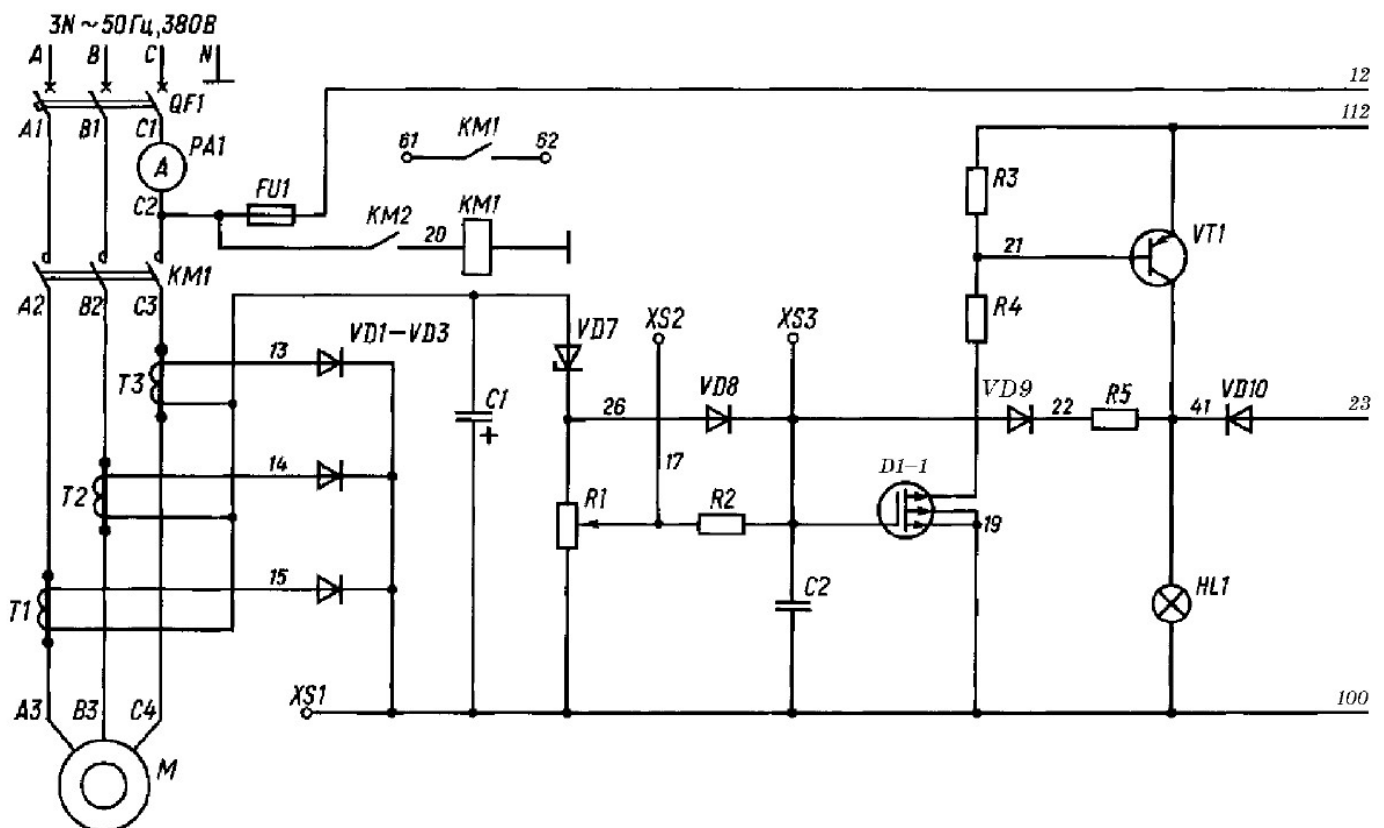 3N ~ 50 Гц, 380 В
A B C N
12
QF1
112
A1 B1 C1
PA1
61 KM1 62
A
R3
FU1
C2
KM2 20 KM1
VT1
21
KM1
A2 B2 C3
R4
VD7 XS2 XS3
VD1-VD3
13
T3
C1
VD8 VD9 R5 VD10
26 22 41 23
+
14
17
D1-1
T2
R1 R2
19
15
C2 HL1
T1
XS1
100
A3 B3 C4
M